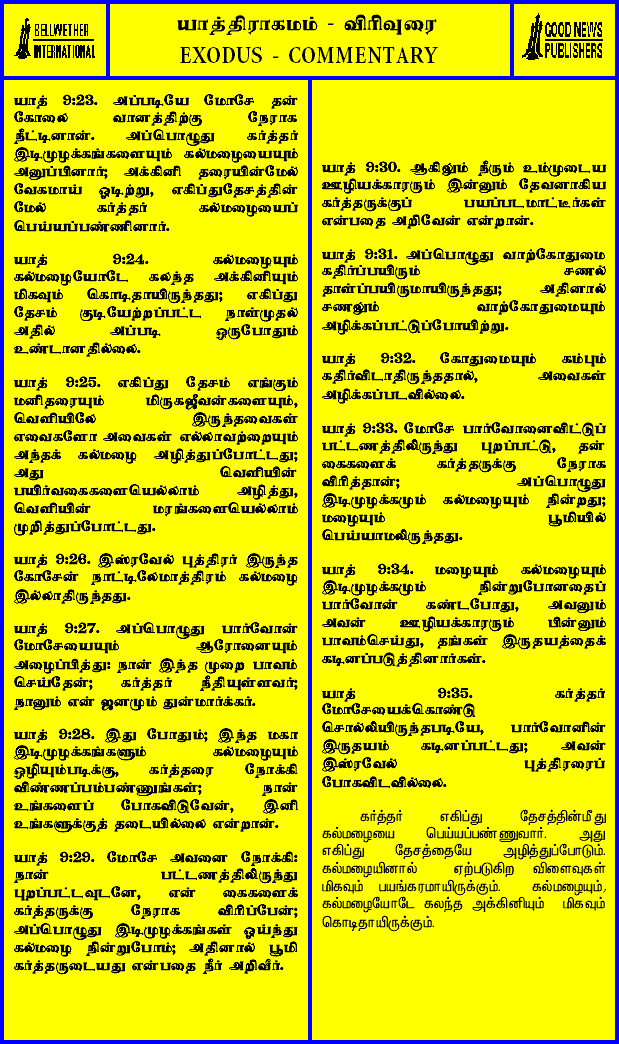 BELLWETHER
INTERNATIONAL
யாத்திராகமம் - விரிவுரை
EXODUS - COMMENTARY
GOOD NEWS
PUBLISHERS
யாத் 9:23. அப்படியே மோசே தன்
கோலை வானத்திற்கு நேராக
நீட்டினான். அப்பொழுது கர்த்தர்
இடிமுழக்கங்களையும் கல்மழையையும்
அனுப்பினார்; அக்கினி தரையின்மேல்
வேகமாய் ஓடிற்று, எகிப்துதேசத்தின்
மேல் கர்த்தர் கல்மழையைப்
பெய்யப்பண்ணினார்.
யாத் 9:24. கல்மழையும்
கல்மழையோடே கலந்த அக்கினியும்
மிகவும் கொடிதாயிருந்தது; எகிப்து
தேசம் குடியேற்றப்பட்ட நாள்முதல்
அதில் அப்படி ஒருபோதும்
உண்டானதில்லை.
யாத் 9:25. எகிப்து தேசம் எங்கும்
மனிதரையும் மிருகஜீவன்களையும்,
வெளியிலே இருந்தவைகள்
எவைகளோ அவைகள் எல்லாவற்றையும்
அந்தக் கல்மழை அழித்துப்போட்டது;
அது வெளியின்
பயிர்வகைகளையெல்லாம் அழித்து,
வெளியின் மரங்களையெல்லாம்
முறித்துப்போட்டது.
யாத் 9:26. இஸ்ரவேல் புத்திரர் இருந்த
கோசேன் நாட்டிலேமாத்திரம் கல்மழை
இல்லாதிருந்தது.
யாத் 9:27. அப்பொழுது பார்வோன்
மோசேயையும் ஆரோனையும்
அழைப்பித்து: நான் இந்த முறை பாவம்
செய்தேன்; கர்த்தர் நீதியுள்ளவர்;
நானும் என் ஜனமும் துன்மார்க்கர்.
யாத் 9:28. இது போதும்; இந்த மகா
இடிமுழக்கங்களும் கல்மழையும்
ஒழியும்படிக்கு, கர்த்தரை நோக்கி
விண்ணப்பம்பண்ணுங்கள்; நான்
உங்களைப் போகவிடுவேன், இனி
உங்களுக்குத் தடையில்லை என்றான்.
யாத் 9:29. மோசே அவனை நோக்கி:
நான் பட்டணத்திலிருந்து
புறப்பட்டவுடனே, என் கைகளைக்
கர்த்தருக்கு நேராக விரிப்பேன்;
அப்பொழுது இடிமுழக்கங்கள் ஓய்ந்து
கல்மழை நின்றுபோம்; அதினால் பூமி
கர்த்தருடையது என்பதை நீர் அறிவீர்.
யாத் 9:30. ஆகிலும் நீரும் உம்முடைய
ஊழியக்காரரும் இன்னும் தேவனாகிய
கர்த்தருக்குப் பயப்படமாட்டீர்கள்
என்பதை அறிவேன் என்றான்.
யாத் 9:31. அப்பொழுது வாற்கோதுமை
கதிர்ப்பயிரும் சணல்
தாள்ப்பயிருமாயிருந்தது; அதினால்
சணலும் வாற்கோதுமையும்
அழிக்கப்பட்டுப்போயிற்று.
யாத் 9:32. கோதுமையும் கம்பும்
கதிர்விடாதிருந்ததால், அவைகள்
அழிக்கப்படவில்லை.
யாத் 9:33. மோசே பார்வோனைவிட்டுப்
பட்டணத்திலிருந்து புறப்பட்டு, தன்
கைகளைக் கர்த்தருக்கு நேராக
விரித்தான்; அப்பொழுது
இடிமுழக்கமும் கல்மழையும் நின்றது;
மழையும் பூமியில்
பெய்யாமலிருந்தது.
யாத் 9:34. மழையும் கல்மழையும்
இடிமுழக்கமும் நின்றுபோனதைப்
பார்வோன் கண்டபோது, அவனும்
அவன் ஊழியக்காரரும் பின்னும்
பாவம்செய்து, தங்கள் இருதயத்தைக்
கடினப்படுத்தினார்கள்.
யாத் 9:35. கர்த்தர்
மோசேயைக்கொண்டு
சொல்லியிருந்தபடியே, பார்வோனின்
இருதயம் கடினப்பட்டது; அவன்
இஸ்ரவேல் புத்திரரைப்
போகவிடவில்லை.
கர்த்தர் எகிப்து தேசத்தின்மீது
கல்மழையை பெய்யப்பண்ணுவார். அது
எகிப்து தேசத்தையே அழித்துப்போடும்.
கல்மழையினால் ஏற்படுகிற விளைவுகள்
மிகவும் பயங்கரமாயிருக்கும். கல்மழையும்,
கல்மழையோடே கலந்த அக்கினியும் மிகவும்
கொடிதாயிருக்கும்.